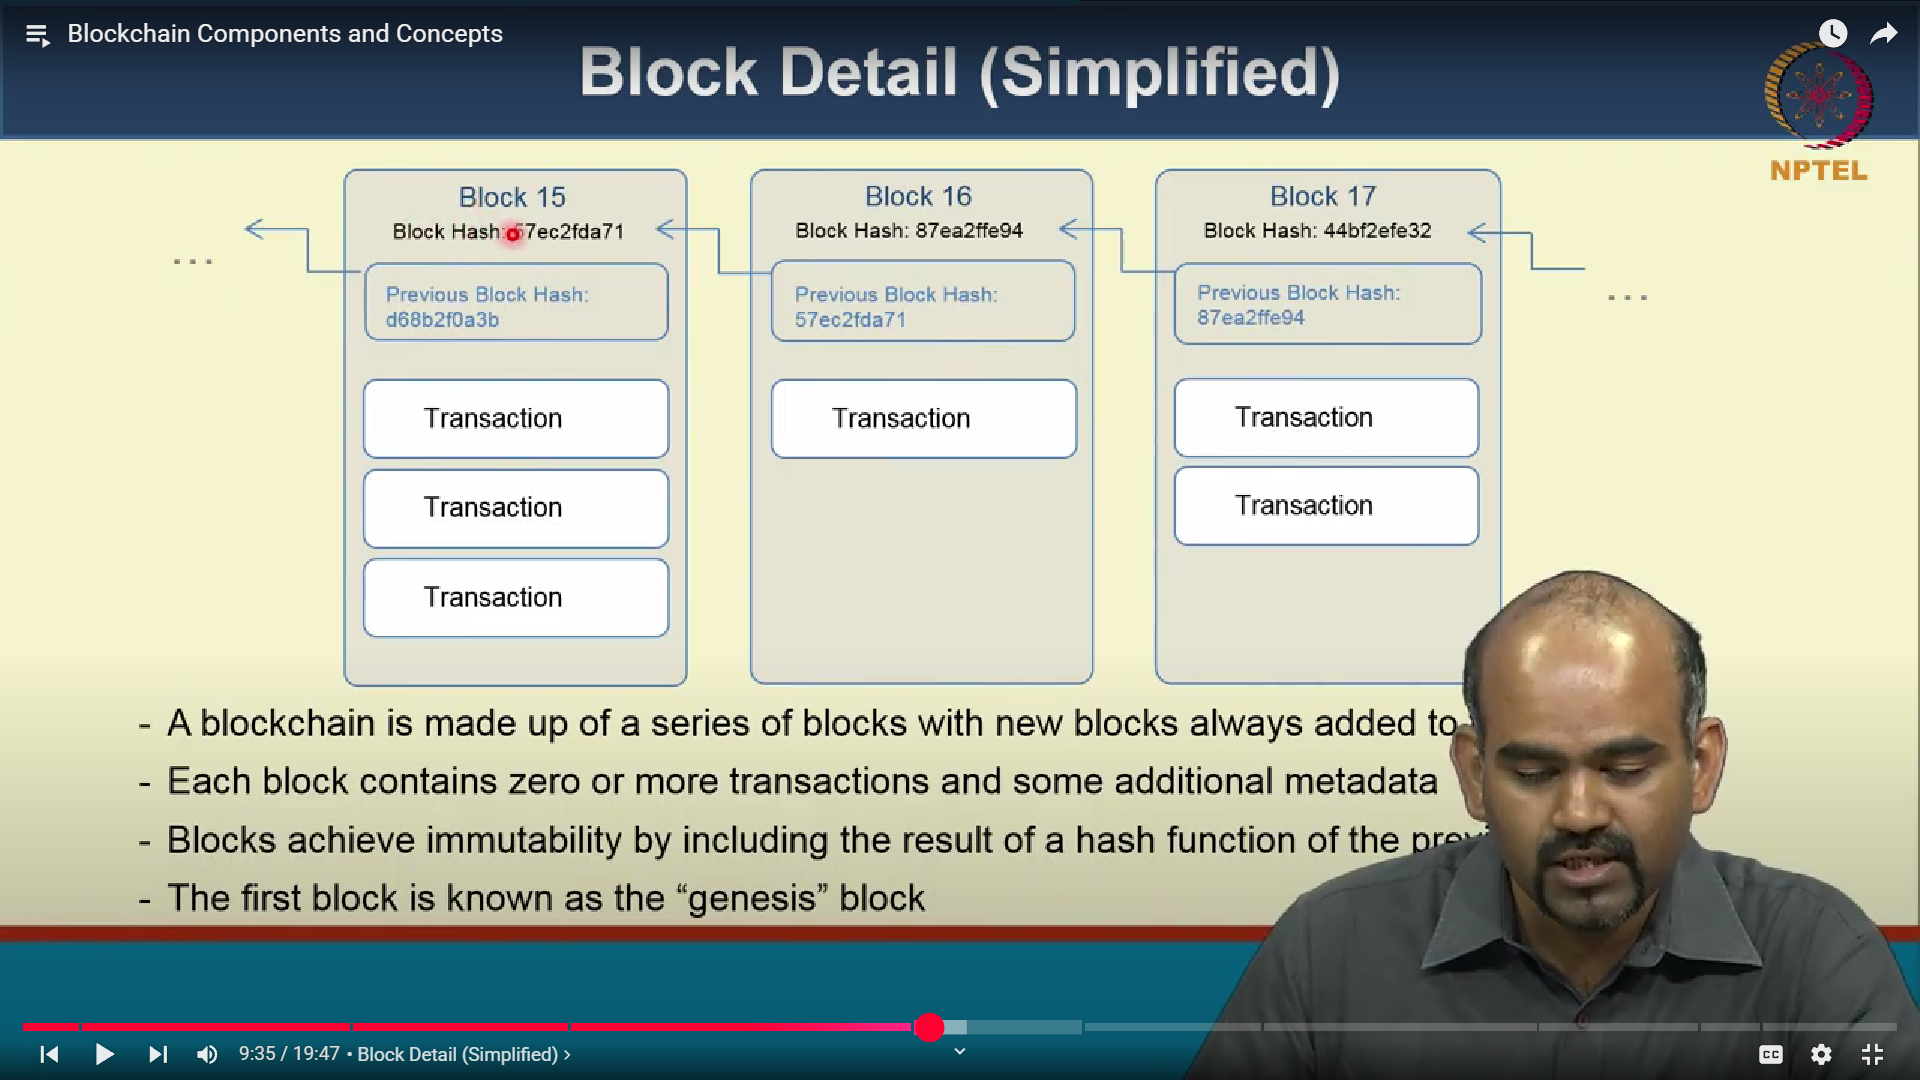 Blockchain Components and Concepts
Block Detail (Simplified)
NPTEL
Block 15
Block Hash: 57ec2fda71
Previous Block Hash:
d68b2f0a3b
Transaction
Transaction
Transaction
Block 16
Block Hash: 87ea2ffe94
Previous Block Hash:
57ec2fda71
Transaction
Block 17
Block Hash: 44bf2efe32
Previous Block Hash:
87ea2ffe94
Transaction
Transaction
...
...
- A blockchain is made up of a series of blocks with new blocks always added to
- Each block contains zero or more transactions and some additional metadata
- Blocks achieve immutability by including the result of a hash function of the
- The first block is known as the “genesis” block
9:35 / 19:47 • Block Detail (Simplified) ›
CC